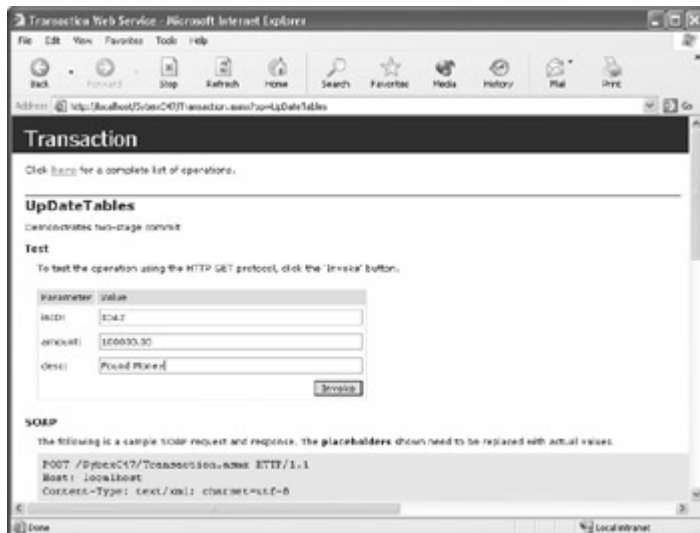 Transaction Web Service - Microsoft Internet Explorer
File Edit View Favorites Tools Help
Back Forward Stop Refresh Home Search Favorites Media History Mail Print
Address http://localhost/SybexC47/Transaction.asmx?op=UpDateTables Go
Transaction
Click here for a complete list of operations.
UpDateTables
Demonstrates two-stage commit
Test
To test the operation using the HTTP GET protocol, click the 'Invoke' button.
Parameter Value
amount: 100000.00
desc: Found Money
Invoke
SOAP
The following is a sample SOAP request and response. The placeholders shown need to be replaced with actual values.
POST /SybexC47/Transaction.asmx HTTP/1.1
Host: localhost
Content-Type: text/xml; charset=utf-8
Done Local intranet